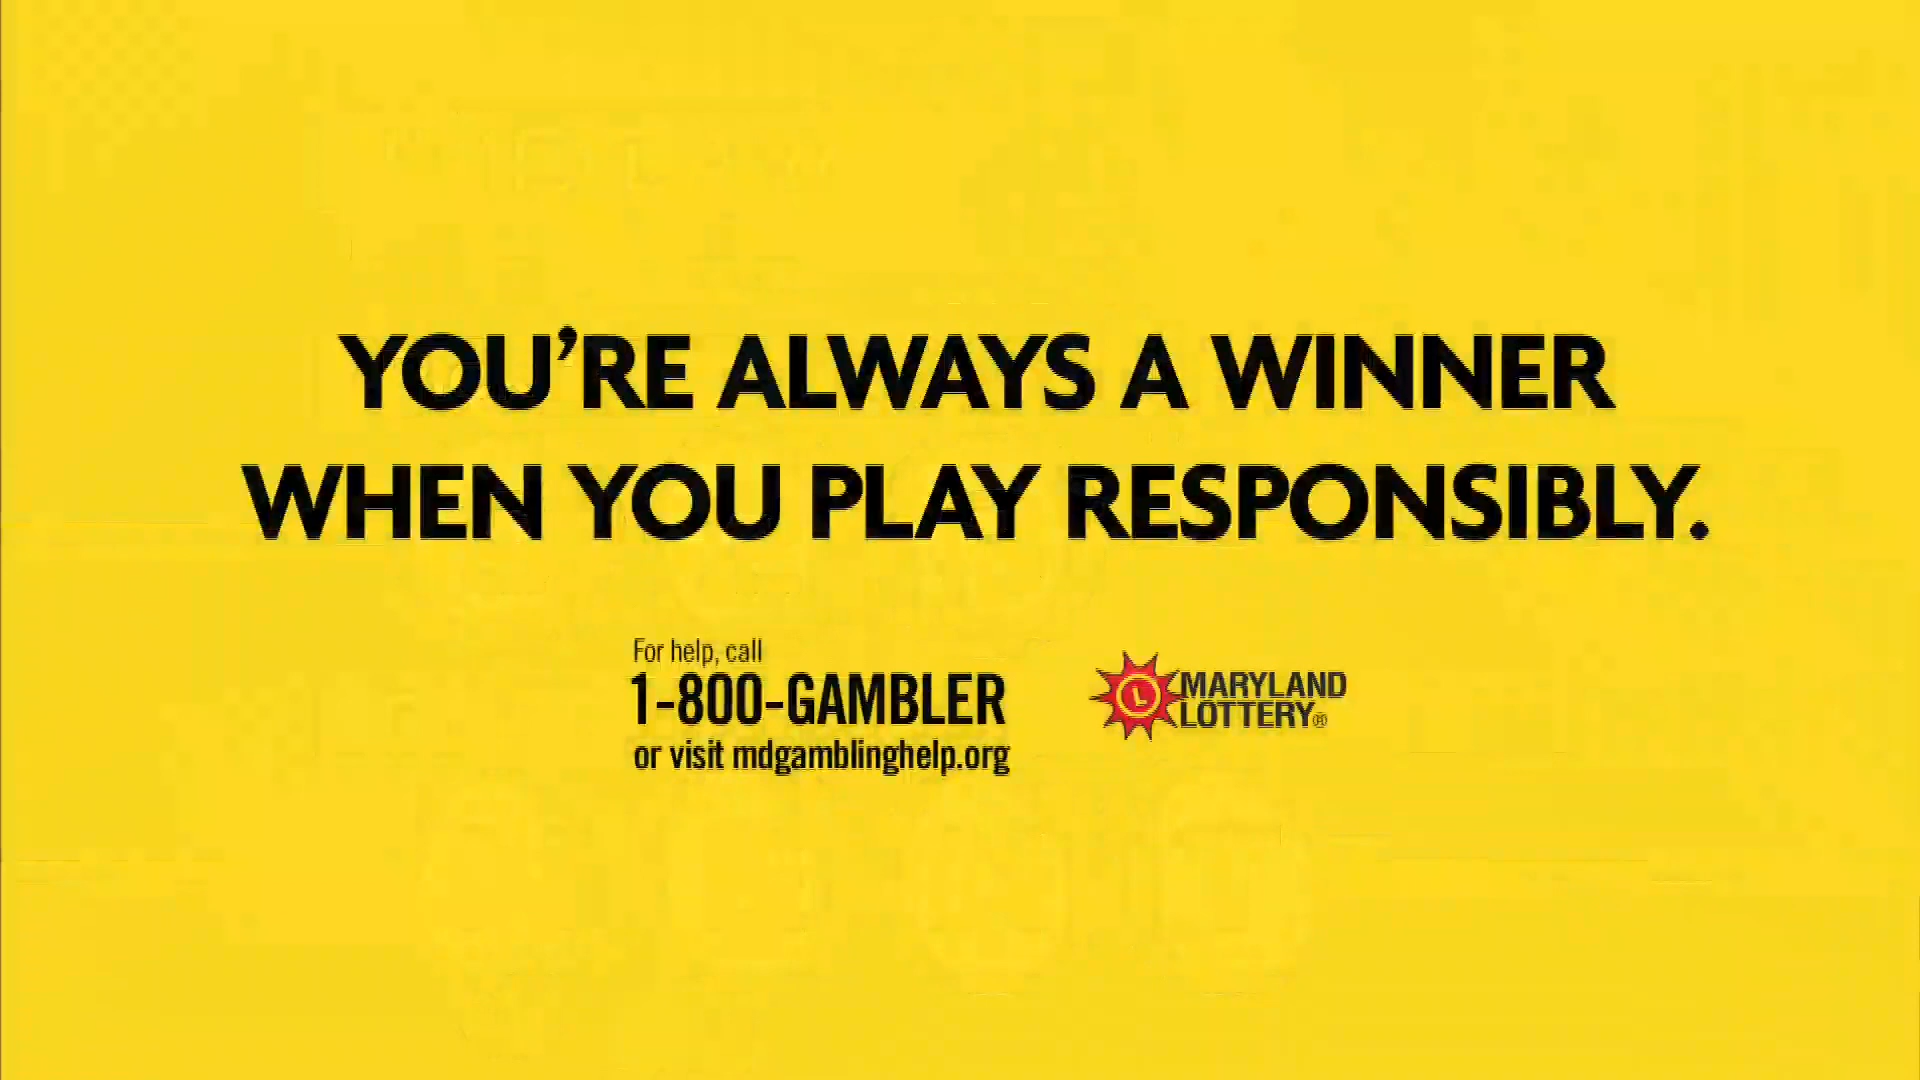 YOU'RE ALWAYS A WINNER
WHEN YOU PLAY RESPONSIBLY.
For help, call
1-800-GAMBLER
or visit mdgamblinghelp.org
L
MARYLAND
LOTTERY®